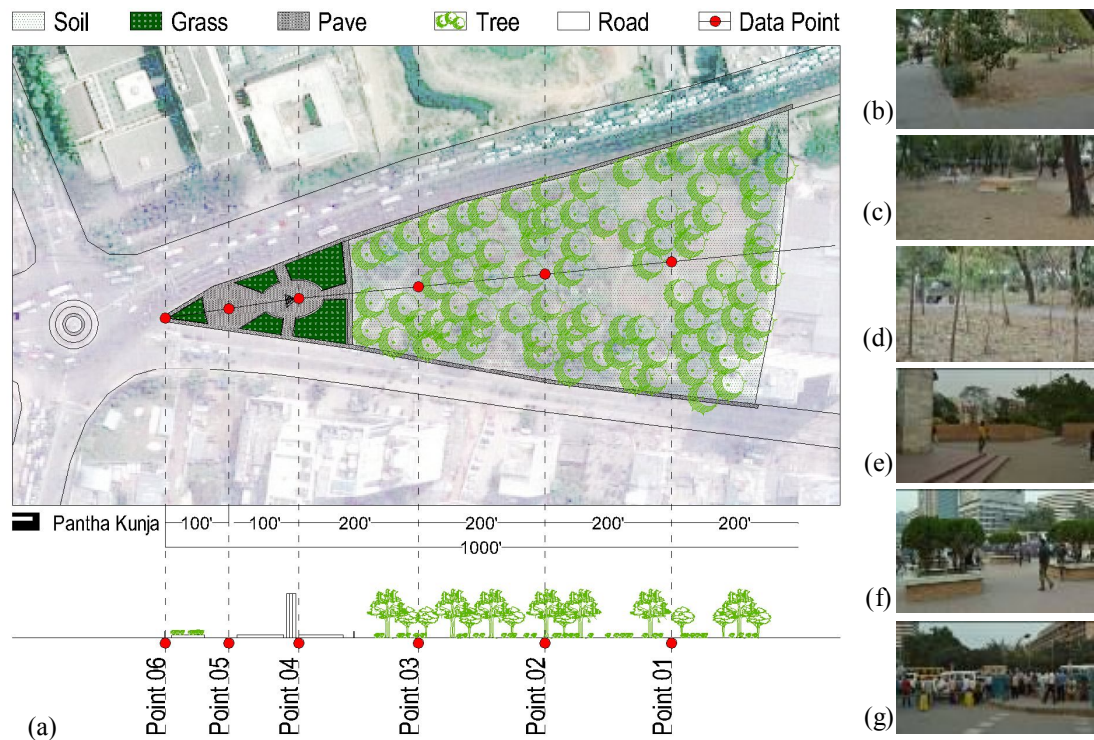 Soil Grass Pave Tree Road Data Point
(b)
(c)
(d)
(e)
(f)
(g)
Pantha Kunja 100' 100' 200' 200' 200' 200'
1000'
Point 06 Point 05 Point 04 Point 03 Point 02 Point 01
(a)